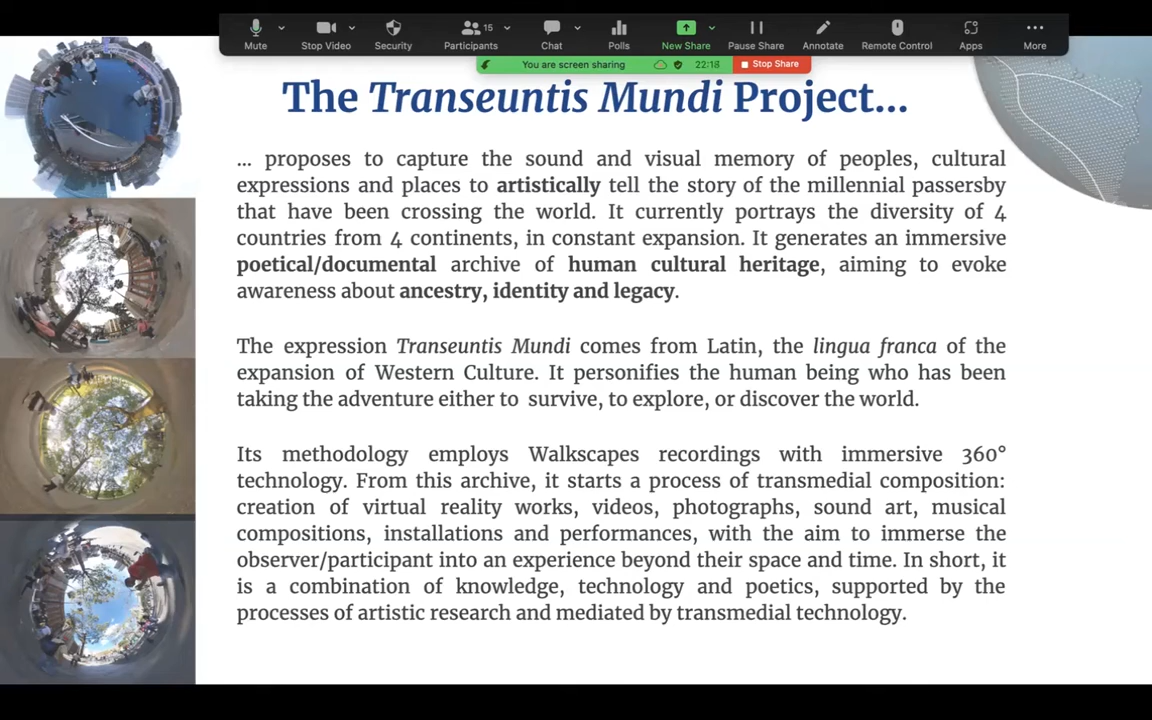 15
Mute
Stop Video
Security
Participants
Chat
Polls
New Share
Pause Share
Annotate
Remote Control
Apps
More
You are screen sharing
22:18
Stop Share
The Transeuntis Mundi Project...
... proposes to capture the sound and visual memory of peoples, cultural
expressions and places to artistically tell the story of the millennial passersby
that have been crossing the world. It currently portrays the diversity of 4
countries from 4 continents, in constant expansion. It generates an immersive
poetical/documental archive of human cultural heritage, aiming to evoke
awareness about ancestry, identity and legacy.
The expression Transeuntis Mundi comes from Latin, the lingua franca of the
expansion of Western Culture. It personifies the human being who has been
taking the adventure either to survive, to explore, or discover the world.
Its methodology employs Walkscapes recordings with immersive 360°
technology. From this archive, it starts a process of transmedial composition:
creation of virtual reality works, videos, photographs, sound art, musical
compositions, installations and performances, with the aim to immerse the
observer/participant into an experience beyond their space and time. In short, it
is a combination of knowledge, technology and poetics, supported by the
processes of artistic research and mediated by transmedial technology.